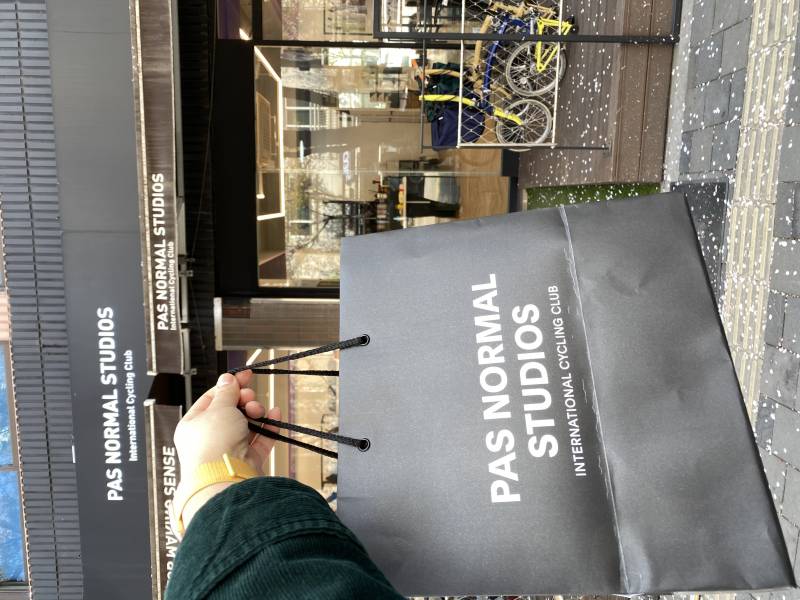 PAS NORMAL STUDIOS
International Cycling Club
PAS NORMAL STUDIOS
International Cycling Club
SENSE
PAS NORMAL
STUDIOS
INTERNATIONAL CYCLING CLUB